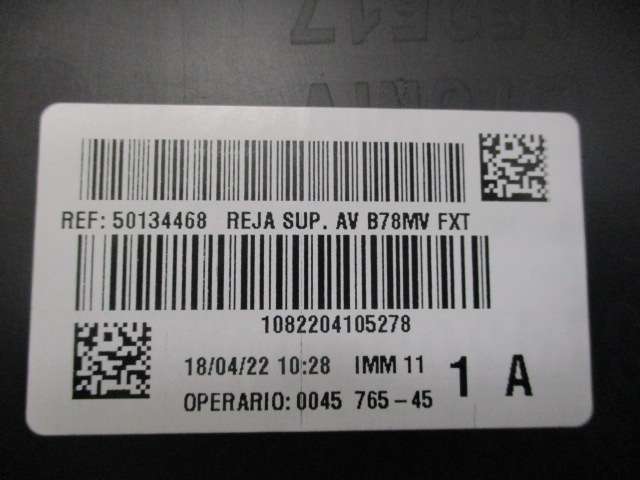 REF: 50134468 REJA SUP. AV B78MV FXT
1082204105278
18/04/22 10:28 IMM 11 1 A
OPERARIO: 0045 765-45